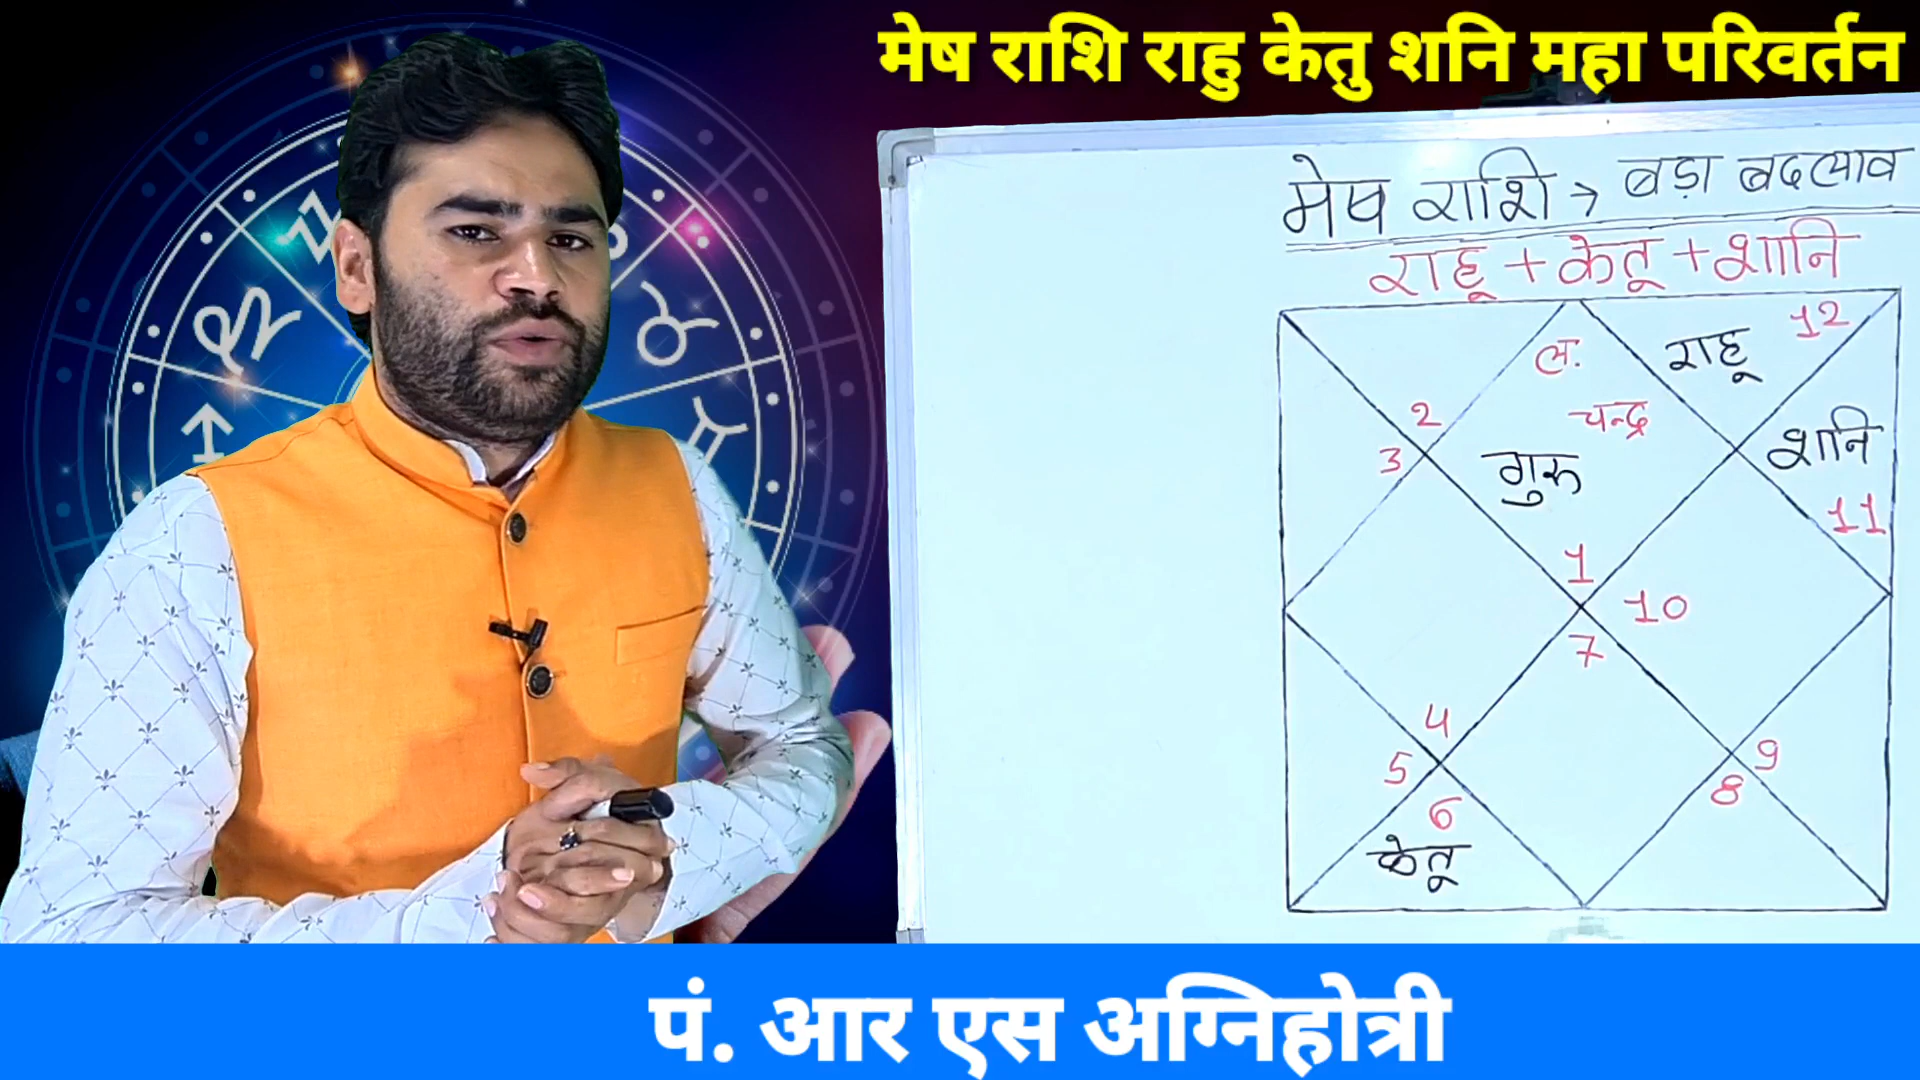 मेष राशि राहु केतु शनि महा परिवर्तन
मेष राशि → बड़ा बदलाव
राहू + केतू + शनि
ल.
राहू
12
चन्द्र
2
3
गुरू
शनि
11
1
10
7
4
5
6
9
8
केतू
पं. आर एस अग्निहोत्री